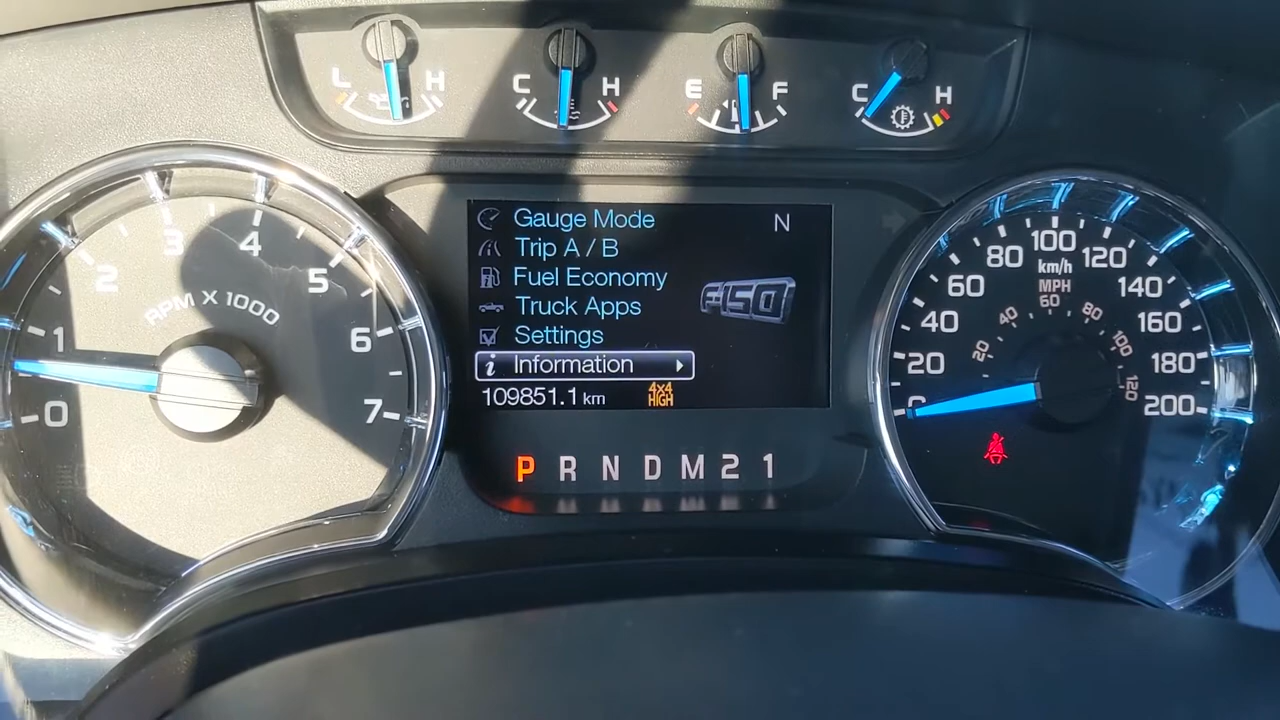 L H
C H
E F
C H
0 1 2 3 4 5 6 7
RPM X 1000
Gauge Mode
N
Trip A / B
Fuel Economy
F-150
Truck Apps
Settings
i Information
109851.1 km
4x4
HIGH
P R N D M 2 1
20 40 60 80 100 120 140 160 180 200
km/h
MPH
20 40 60 80 100 120